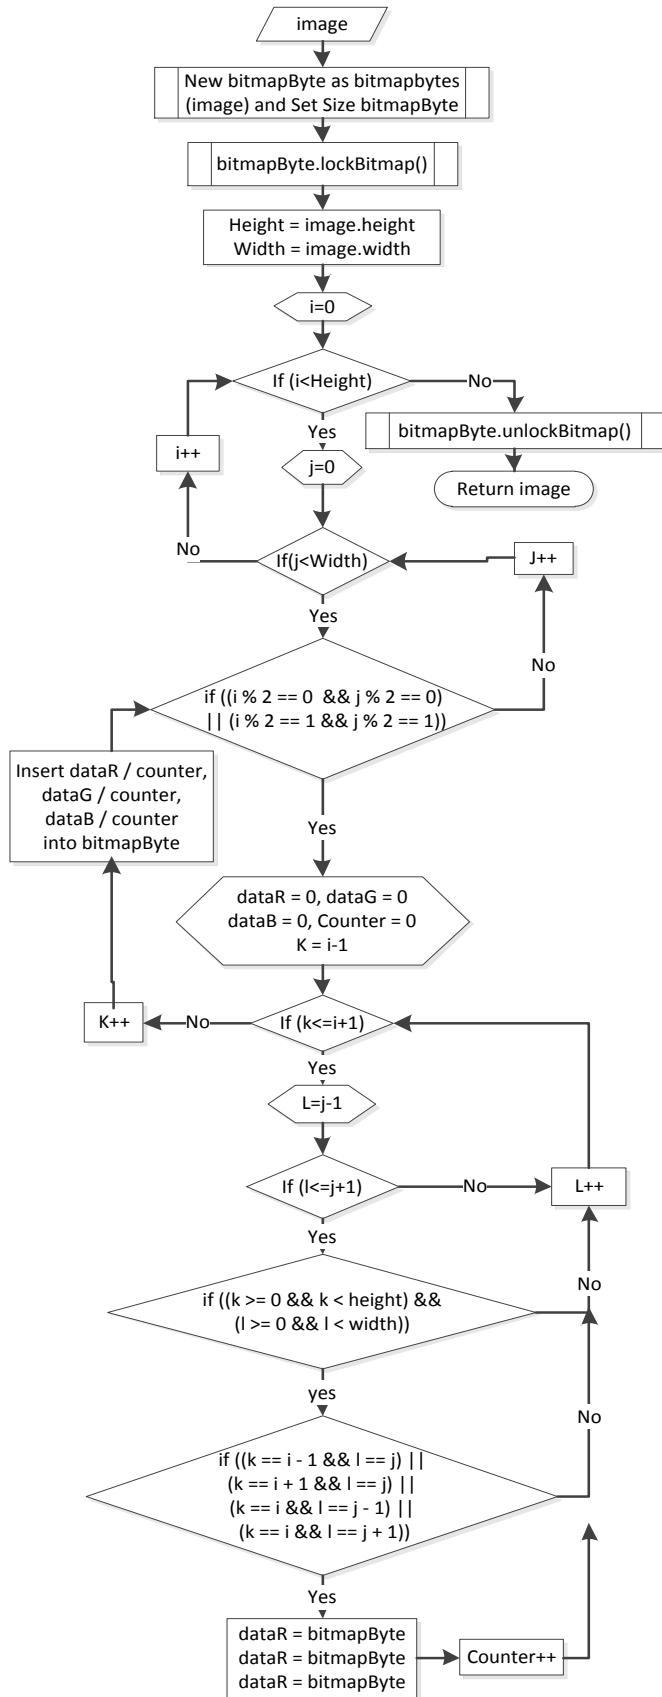 image
New bitmapByte as bitmapbytes
(image) and Set Size bitmapByte
bitmapByte.lockBitmap()
Height = image.height
Width = image.width
i=0
If (i<Height)
No
Yes
bitmapByte.unlockBitmap()
i++
j=0
Return image
No
If(j<Width)
J++
Yes
No
if ((i % 2 == 0 && j % 2 == 0)
|| (i % 2 == 1 && j % 2 == 1))
Insert dataR / counter,
dataG / counter,
dataB / counter
into bitmapByte
Yes
dataR = 0, dataG = 0
dataB = 0, Counter = 0
K = i-1
K++
No
If (k<=i+1)
Yes
L=j-1
If (l<=j+1)
No
L++
Yes
No
if ((k >= 0 && k < height) &&
(l >= 0 && l < width))
yes
No
if ((k == i - 1 && l == j) ||
(k == i + 1 && l == j) ||
(k == i && l == j - 1) ||
(k == i && l == j + 1))
Yes
dataR = bitmapByte
dataR = bitmapByte
dataR = bitmapByte
Counter++